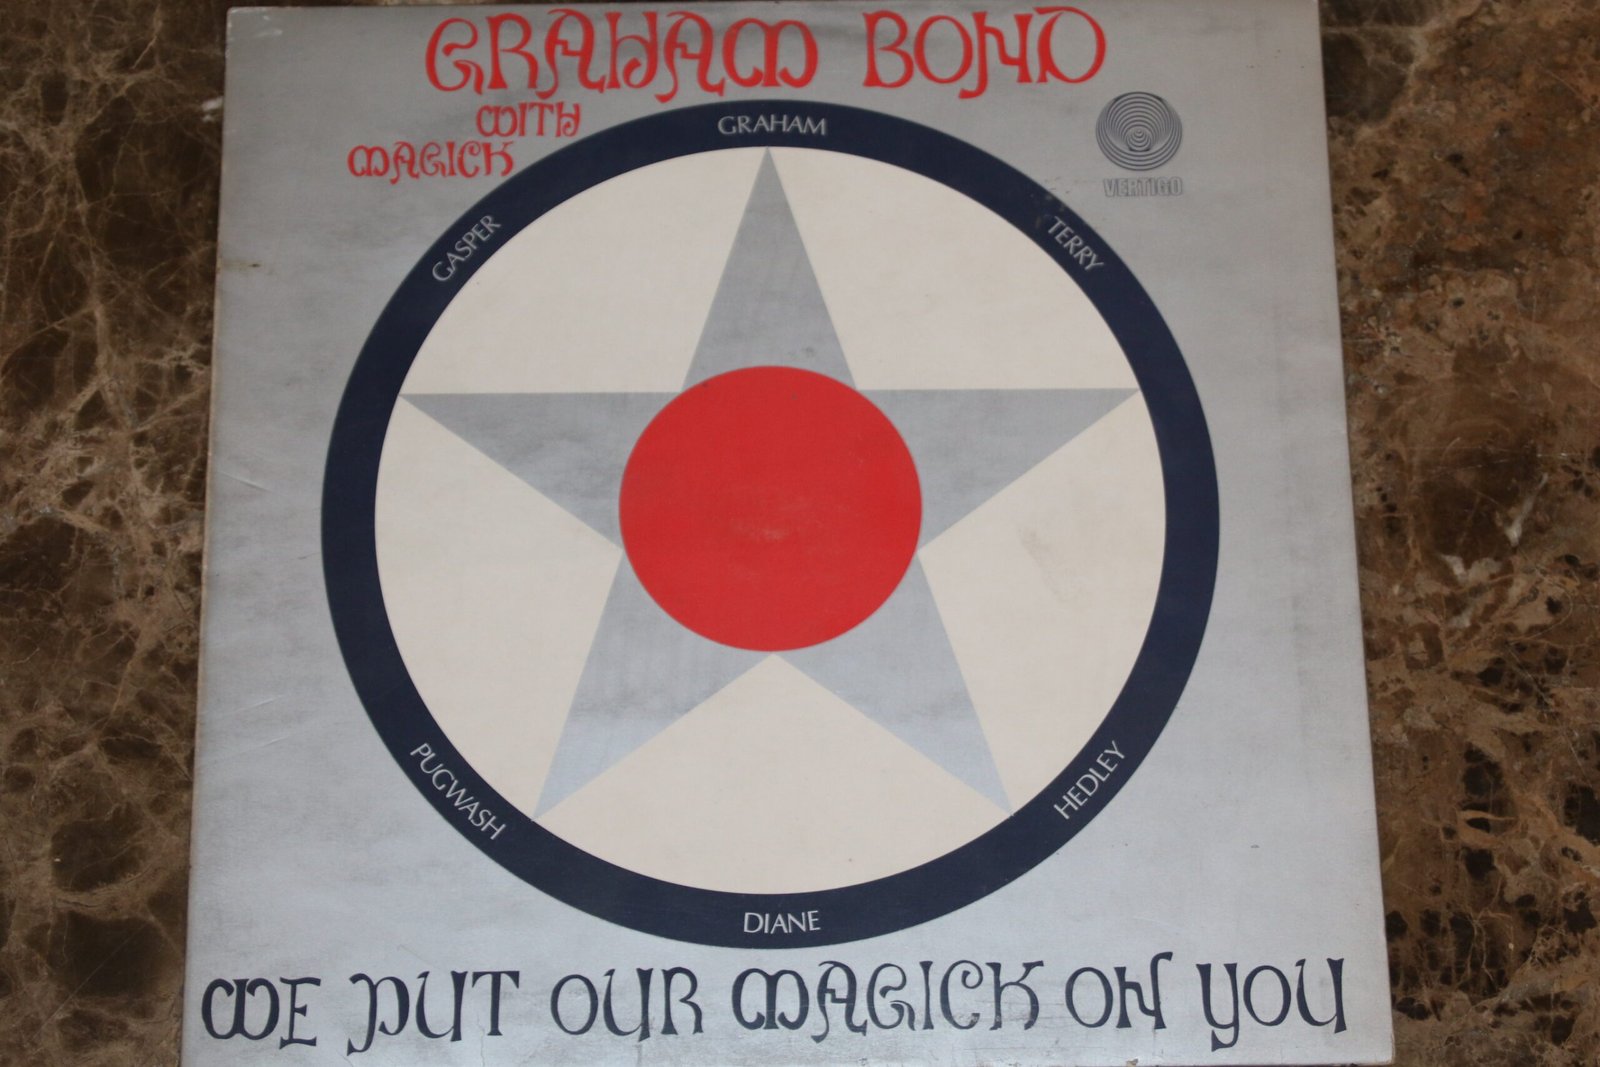 GRAHAM BOND
WITH
MAGICK
VERTIGO
GRAHAM
TERRY
HEDLEY
DIANE
PUGWASH
GASPER
WE PUT OUR MAGICK ON YOU